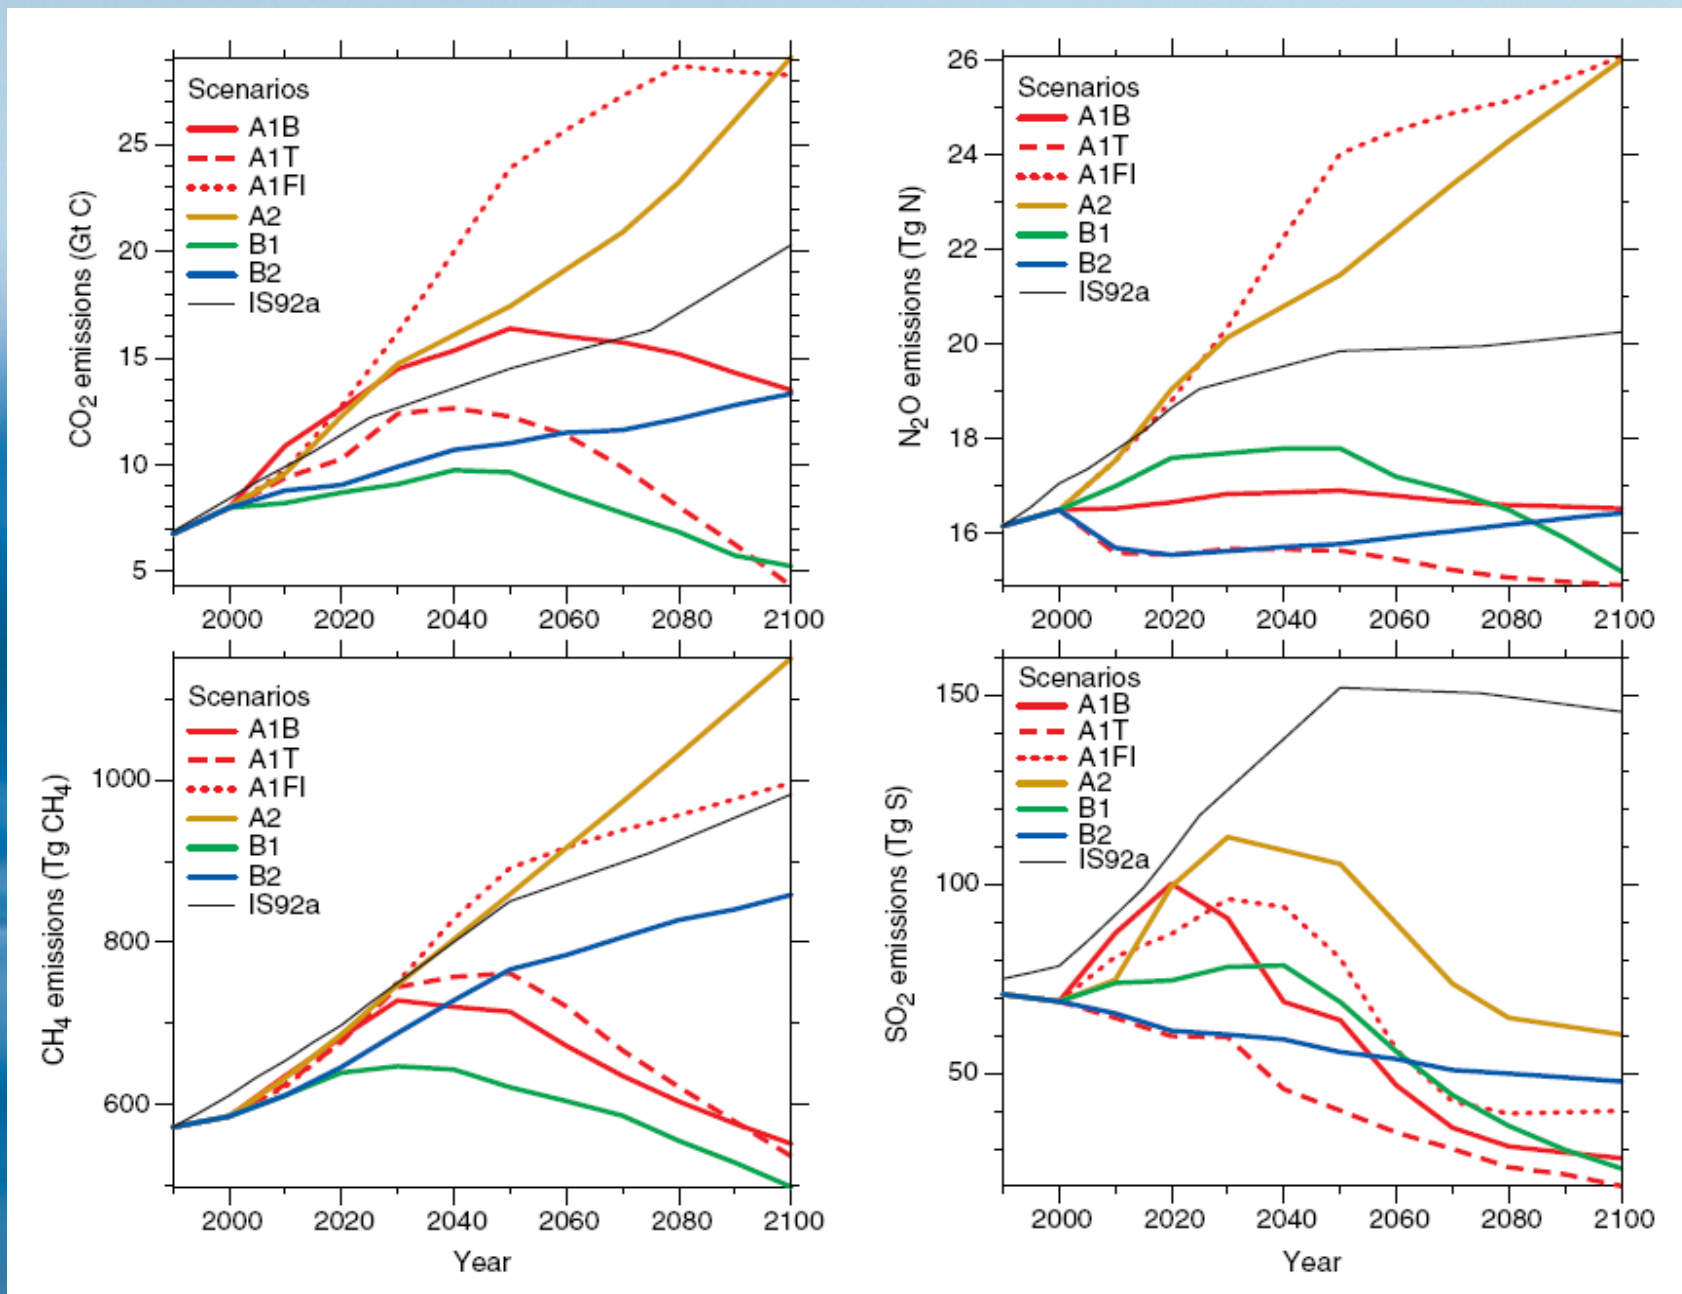 Scenarios
A1B
A1T
A1FI
A2
B1
B2
IS92a
25
20
15
10
5
CO2 emissions (Gt C)
2000 2020 2040 2060 2080 2100
Scenarios
A1B
A1T
A1FI
A2
B1
B2
IS92a
26
24
22
20
18
16
N2O emissions (Tg N)
2000 2020 2040 2060 2080 2100
Scenarios
A1B
A1T
A1FI
A2
B1
B2
IS92a
1000
800
600
CH4 emissions (Tg CH4)
2000 2020 2040 2060 2080 2100
Year
Scenarios
A1B
A1T
A1FI
A2
B1
B2
IS92a
150
100
50
SO2 emissions (Tg S)
2000 2020 2040 2060 2080 2100
Year